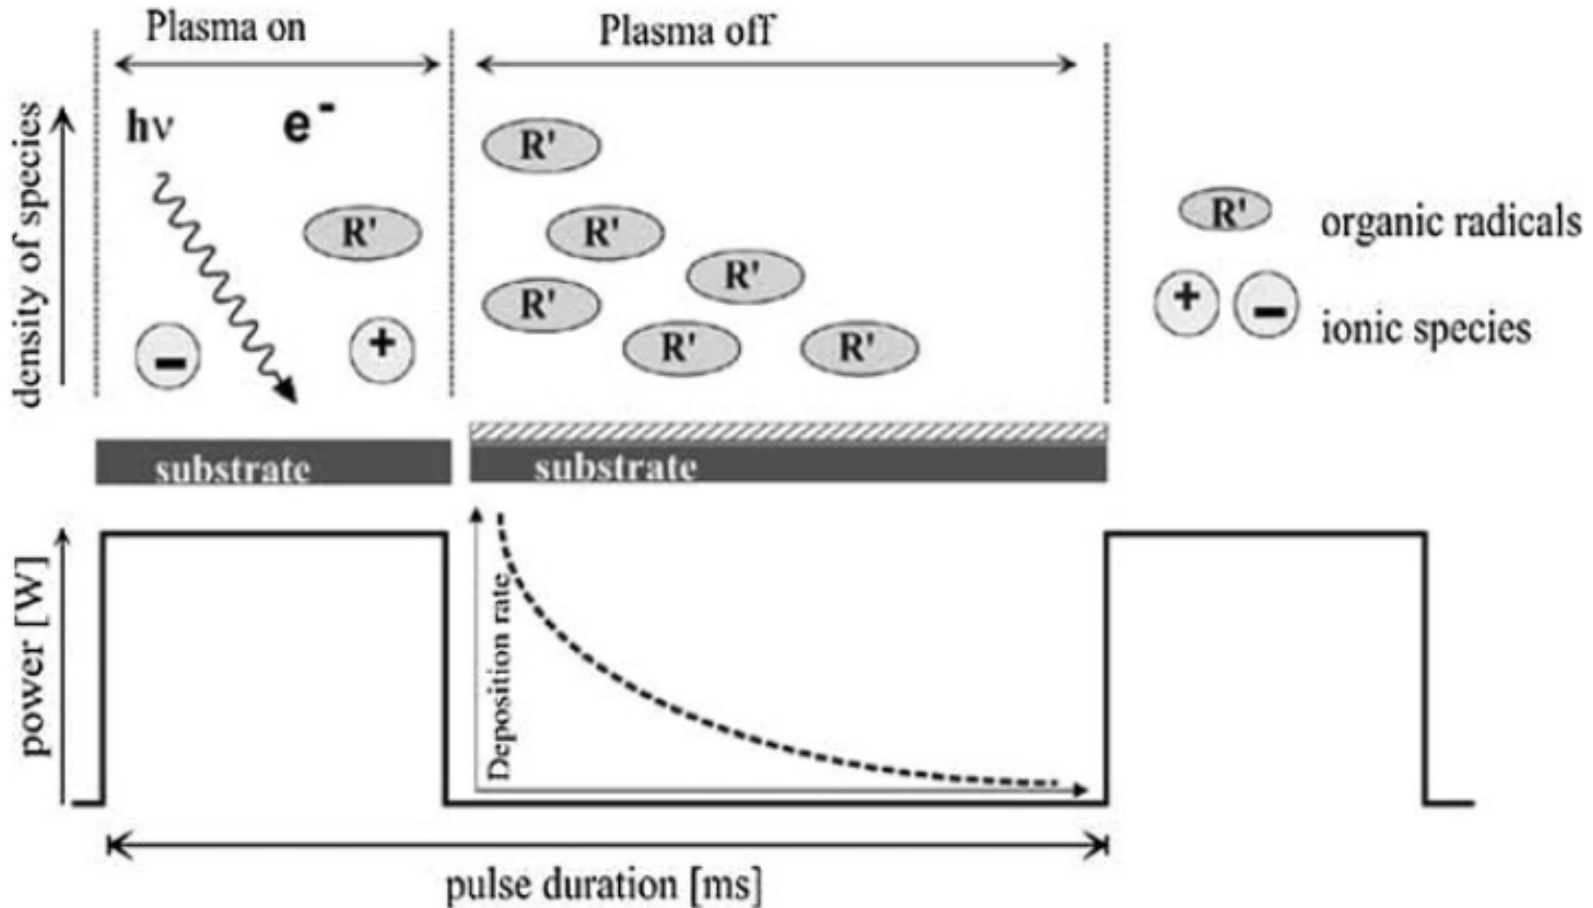 Plasma on
Plasma off
density of species
hν
e-
R'
R'
R'
R'
R'
R'
R'
-
+
substrate
substrate
R'
organic radicals
+
-
ionic species
power [W]
Deposition rate
pulse duration [ms]